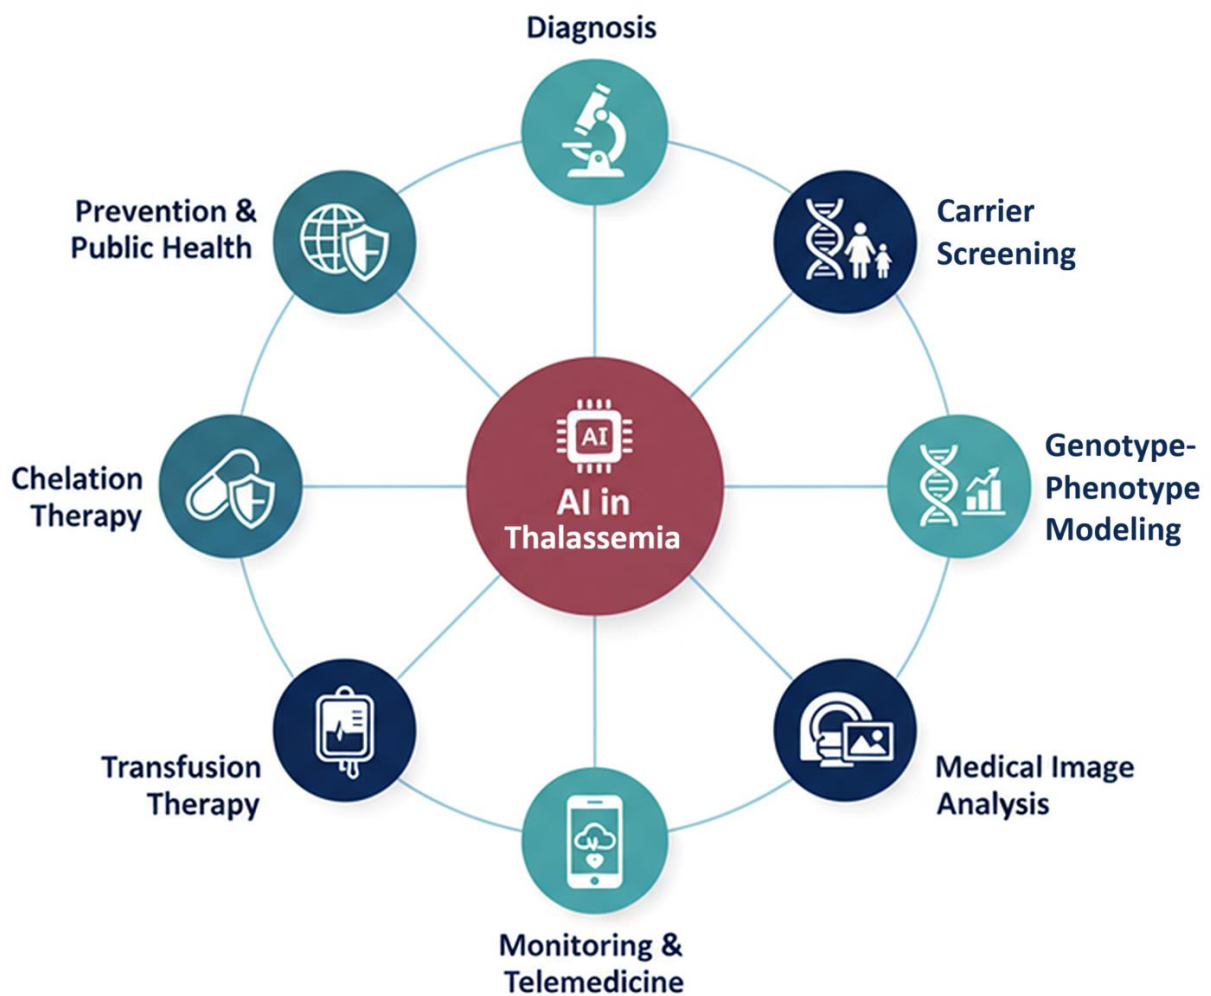 Diagnosis
Prevention &
Public Health
Carrier
Screening
Chelation
Therapy
AI
AI in
Thalassemia
Genotype-
Phenotype
Modeling
Transfusion
Therapy
Medical Image
Analysis
Monitoring &
Telemedicine